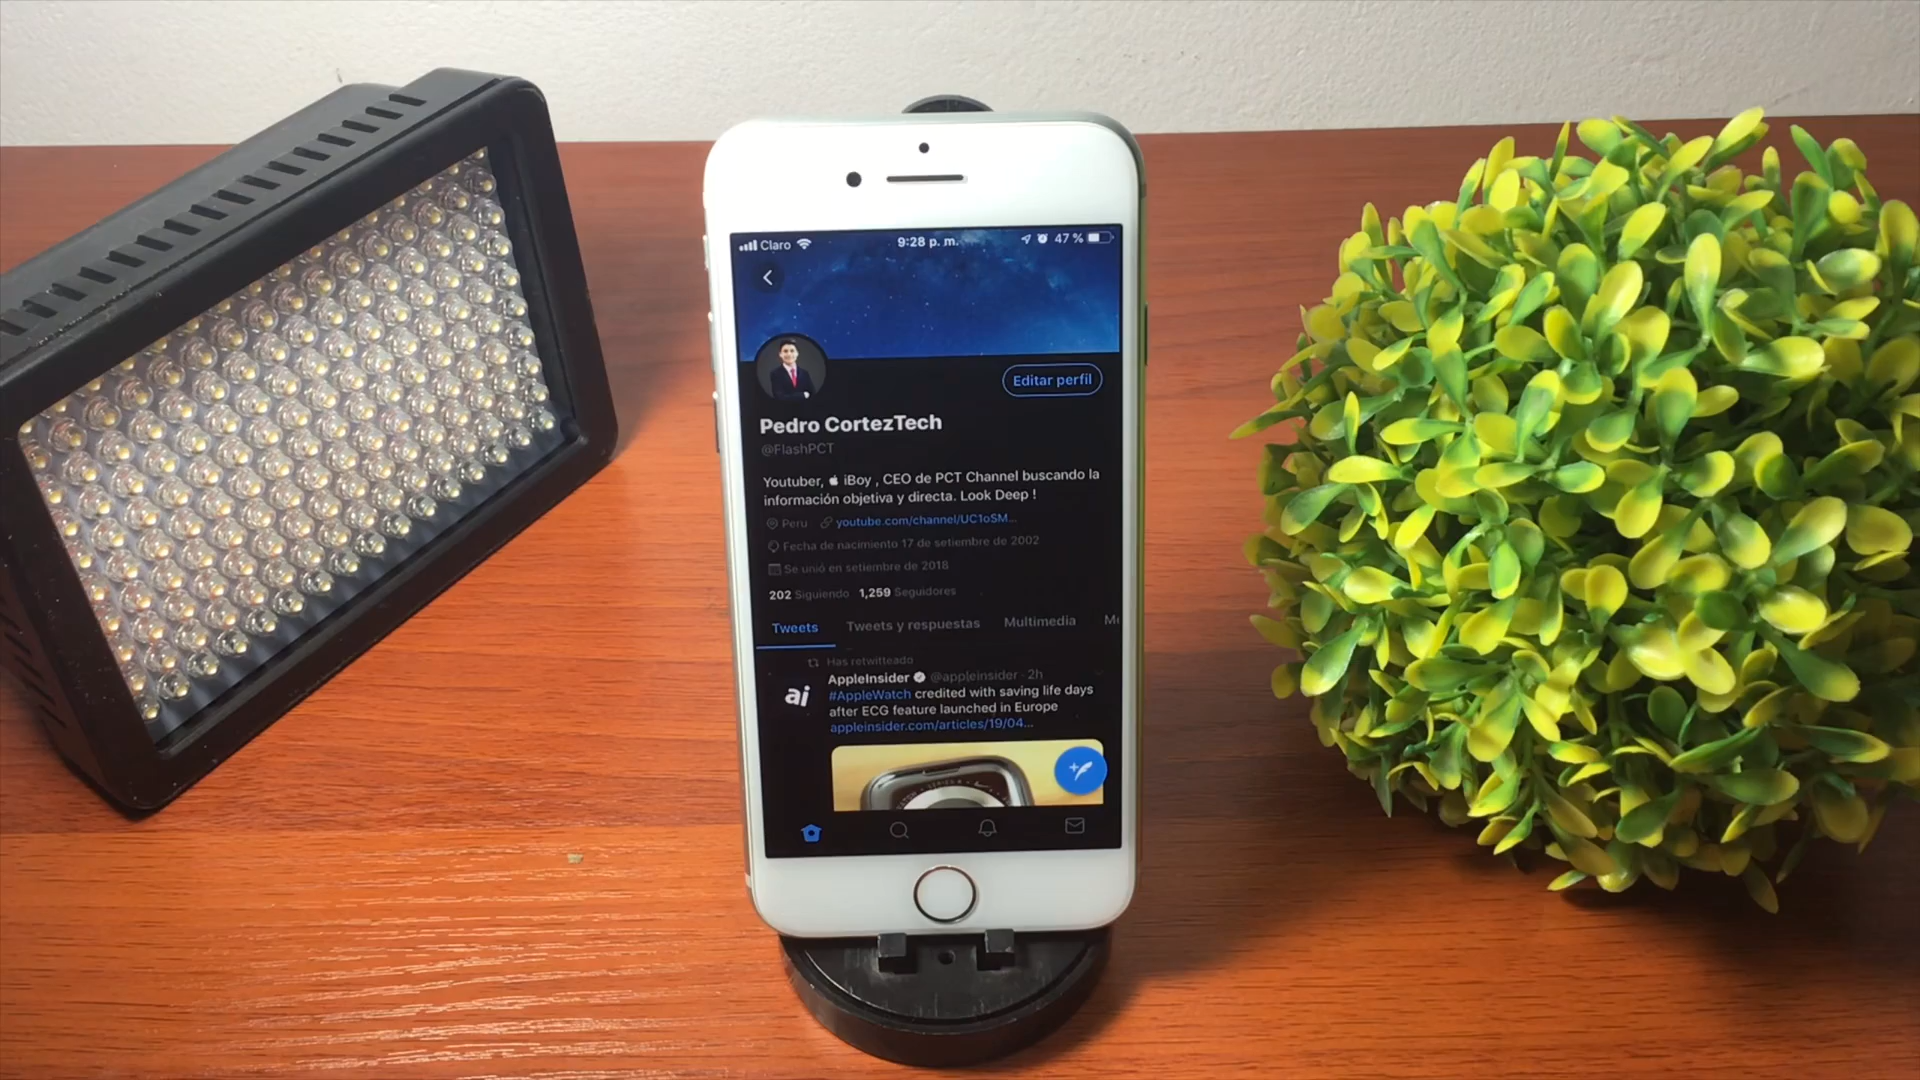 Claro 9:28 p. m. 47 %
Editar perfil
Pedro CortezTech
@FlashPCT
Youtuber,  iBoy , CEO de PCT Channel buscando la
información objetiva y directa. Look Deep !
Peru youtube.com/channel/UC1oSM...
Fecha de nacimiento 17 de setiembre de 2002
Se unió en setiembre de 2018
202 Siguiendo 1,259 Seguidores
Tweets Tweets y respuestas Multimedia
Has retwitteado
ai
AppleInsider @appleinsider · 2h
#AppleWatch credited with saving life days
after ECG feature launched in Europe
appleinsider.com/articles/19/04...